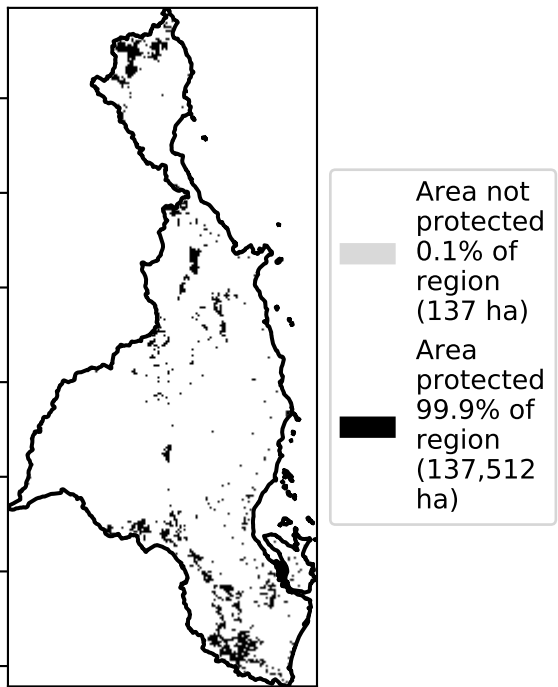 Area not
protected
0.1% of
region
(137 ha)
Area
protected
99.9% of
region
(137,512
ha)